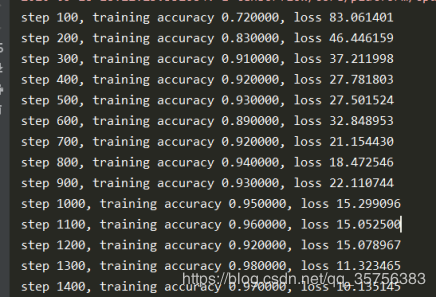 step 100, training accuracy 0.720000, loss 83.061401
step 200, training accuracy 0.830000, loss 46.446159
step 300, training accuracy 0.910000, loss 37.211998
step 400, training accuracy 0.920000, loss 27.781803
step 500, training accuracy 0.930000, loss 27.501524
step 600, training accuracy 0.890000, loss 32.848953
step 700, training accuracy 0.920000, loss 21.154430
step 800, training accuracy 0.940000, loss 18.472546
step 900, training accuracy 0.930000, loss 22.110744
step 1000, training accuracy 0.950000, loss 15.299096
step 1100, training accuracy 0.960000, loss 15.052500
step 1200, training accuracy 0.920000, loss 15.078967
step 1300, training accuracy 0.980000, loss 11.323465
step 1400, training accuracy 0.970000, loss 10.135145
https://blog.csdn.net/qq_35756383